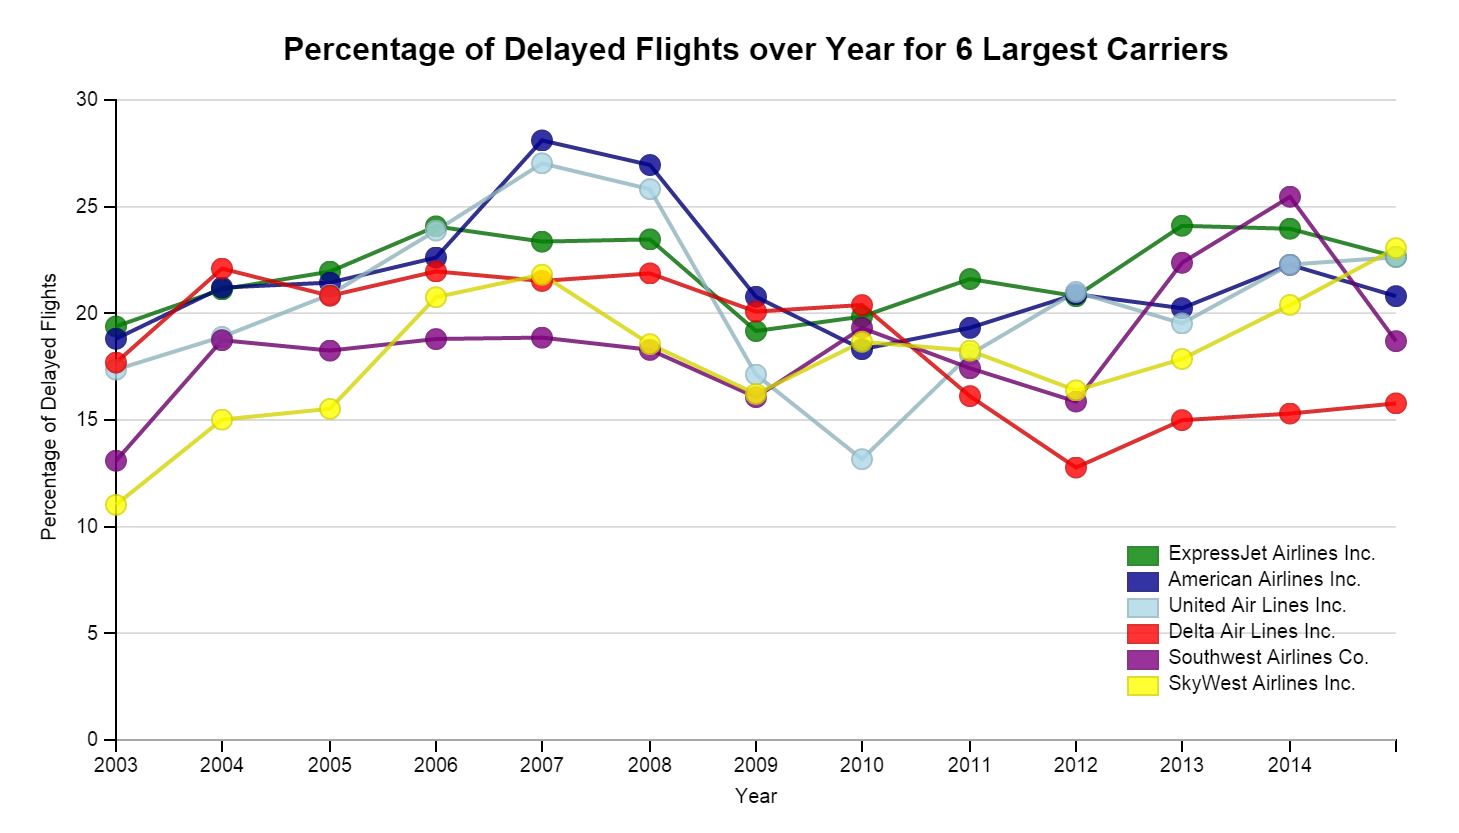 Percentage of Delayed Flights over Year for 6 Largest Carriers
30
25
20
15
10
5
0
Percentage of Delayed Flights
2003 2004 2005 2006 2007 2008 2009 2010 2011 2012 2013 2014
Year
ExpressJet Airlines Inc.
American Airlines Inc.
United Air Lines Inc.
Delta Air Lines Inc.
Southwest Airlines Co.
SkyWest Airlines Inc.